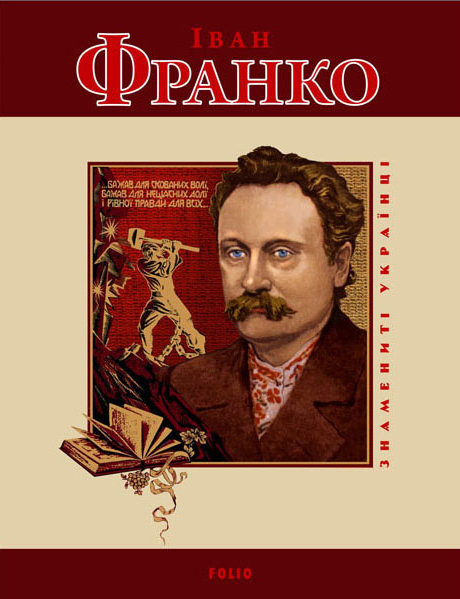 Іван
Франко
...БАЖАВ ДЛЯ СКОВАНИХ ВОЛІ,
БАЖАВ ДЛЯ НЕЩАСНИХ ДОЛІ
І РІВНОЇ ПРАВДИ ДЛЯ ВСІХ...
ЗНАМЕНИТІ УКРАЇНЦІ
FOLIO